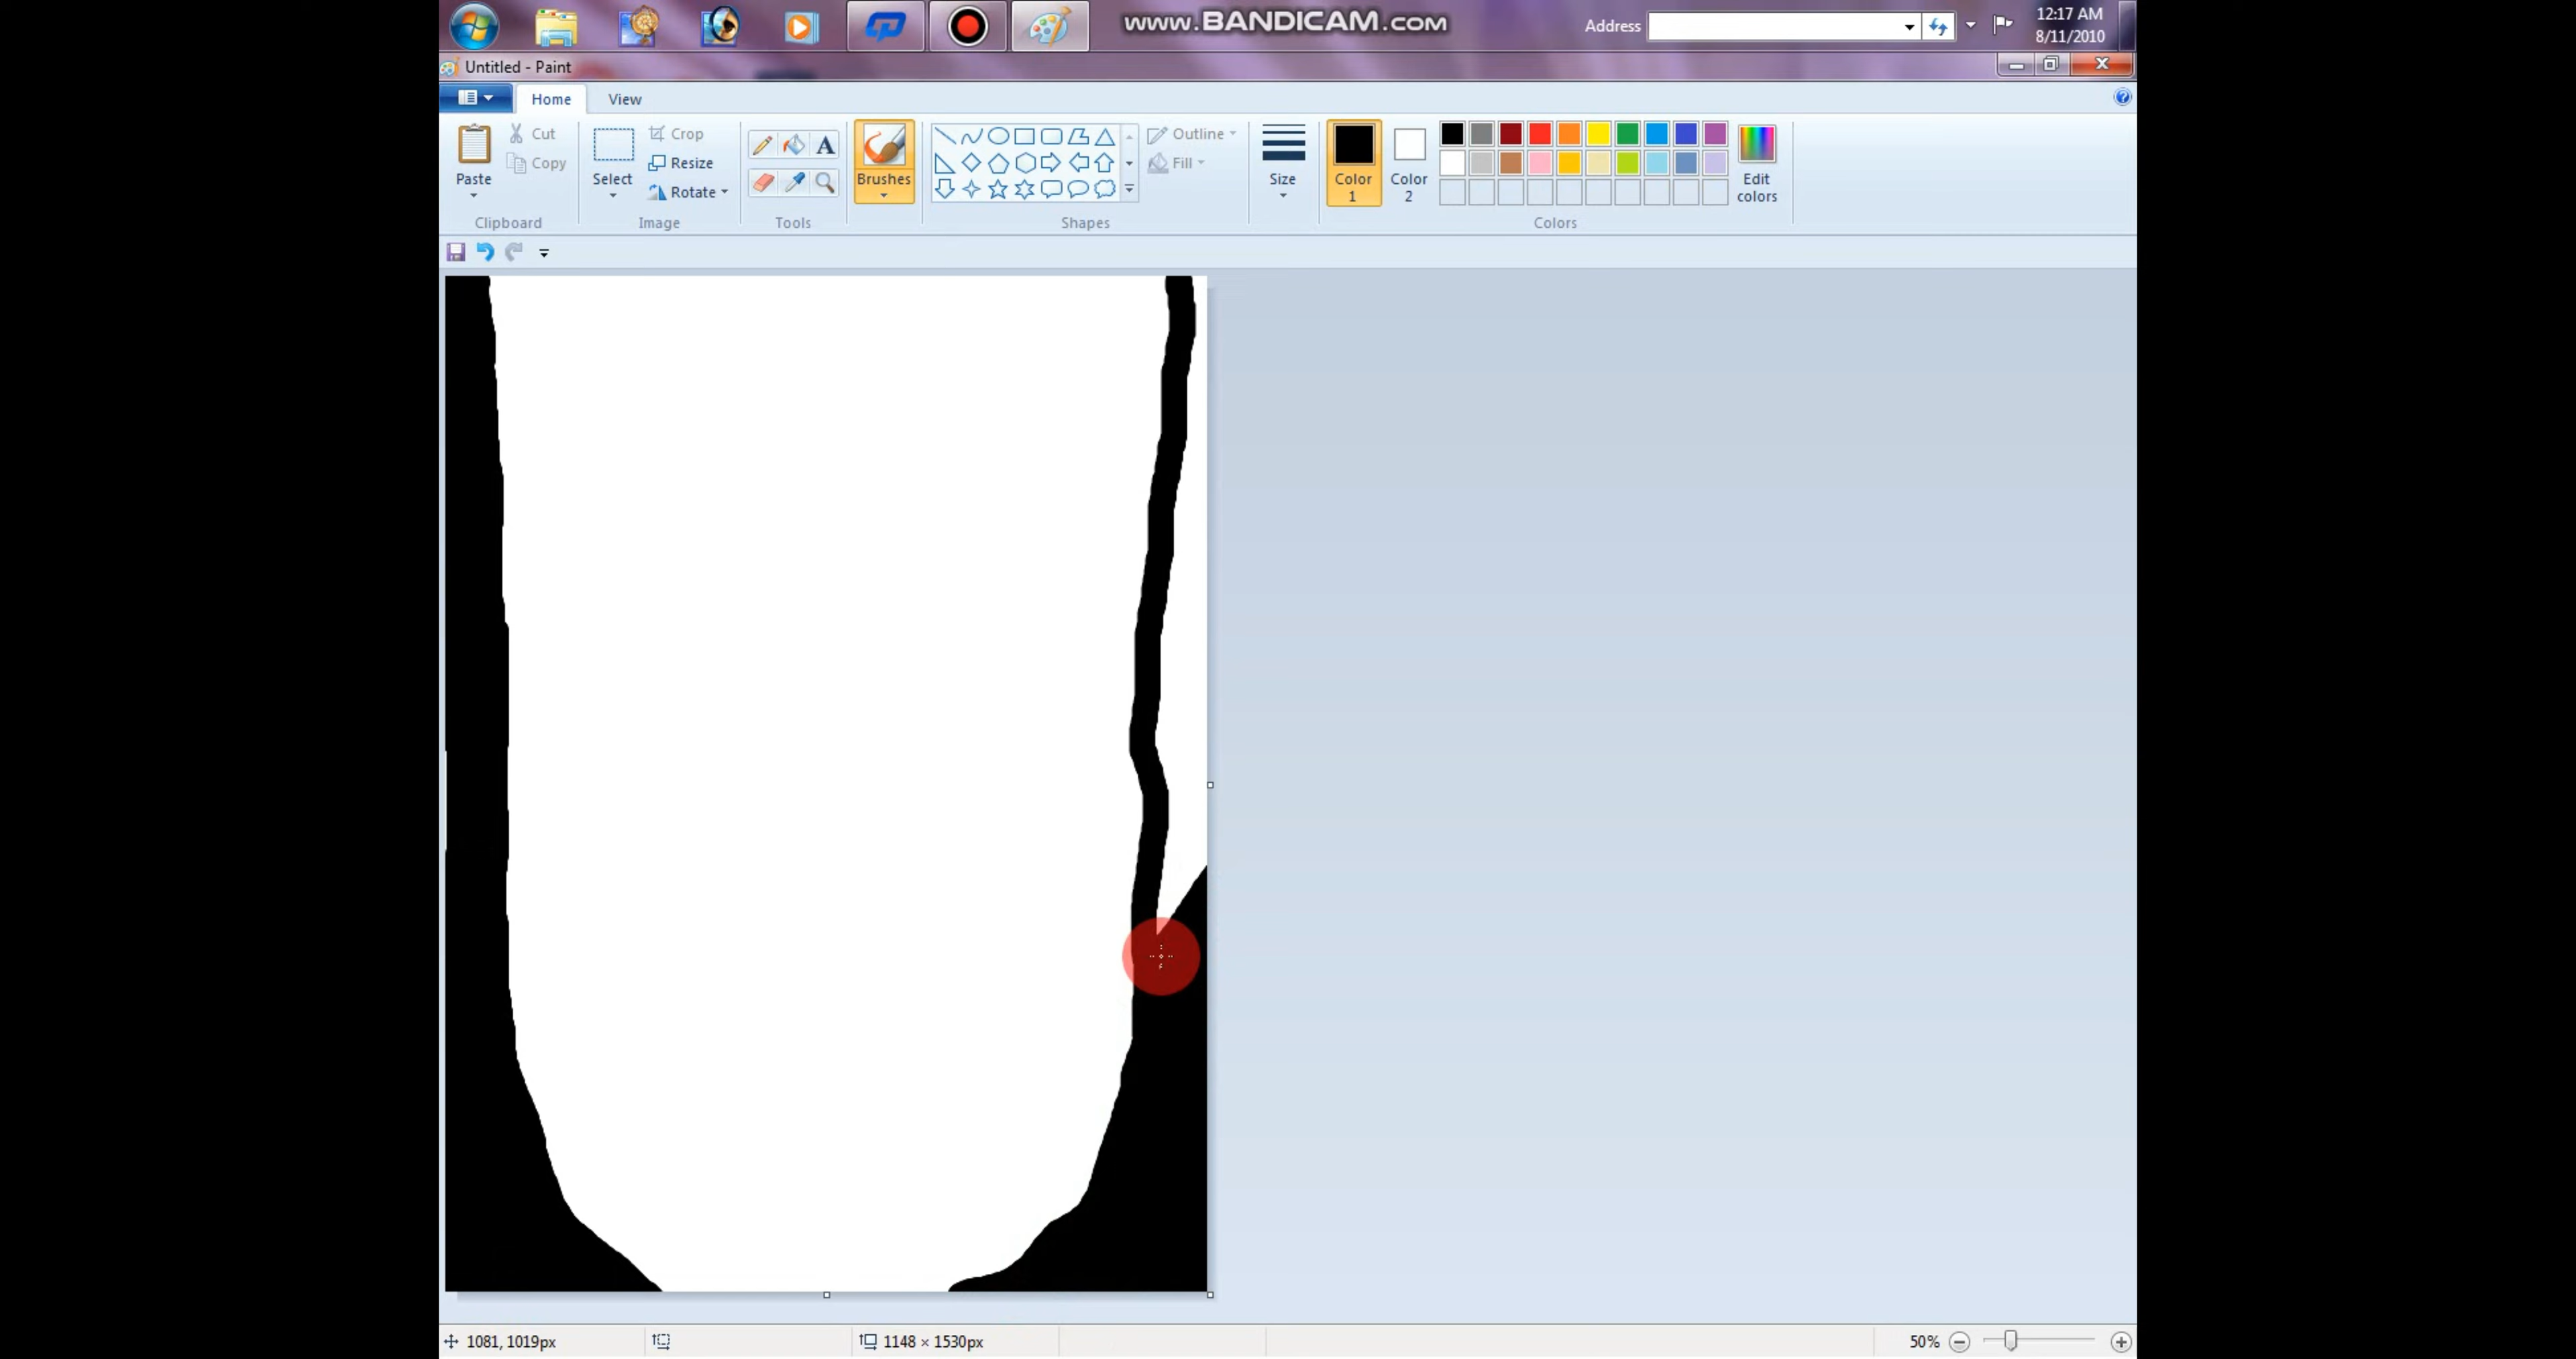 www.BANDICAM.com
Address
12:17 AM
8/11/2010
Untitled - Paint
Home
View
Paste
Cut
Copy
Clipboard
Select
Crop
Resize
Rotate
Image
A
Tools
Brushes
Shapes
Outline
Fill
Size
Color
1
Color
2
Edit
colors
Colors
1081, 1019px
1148 × 1530px
50%